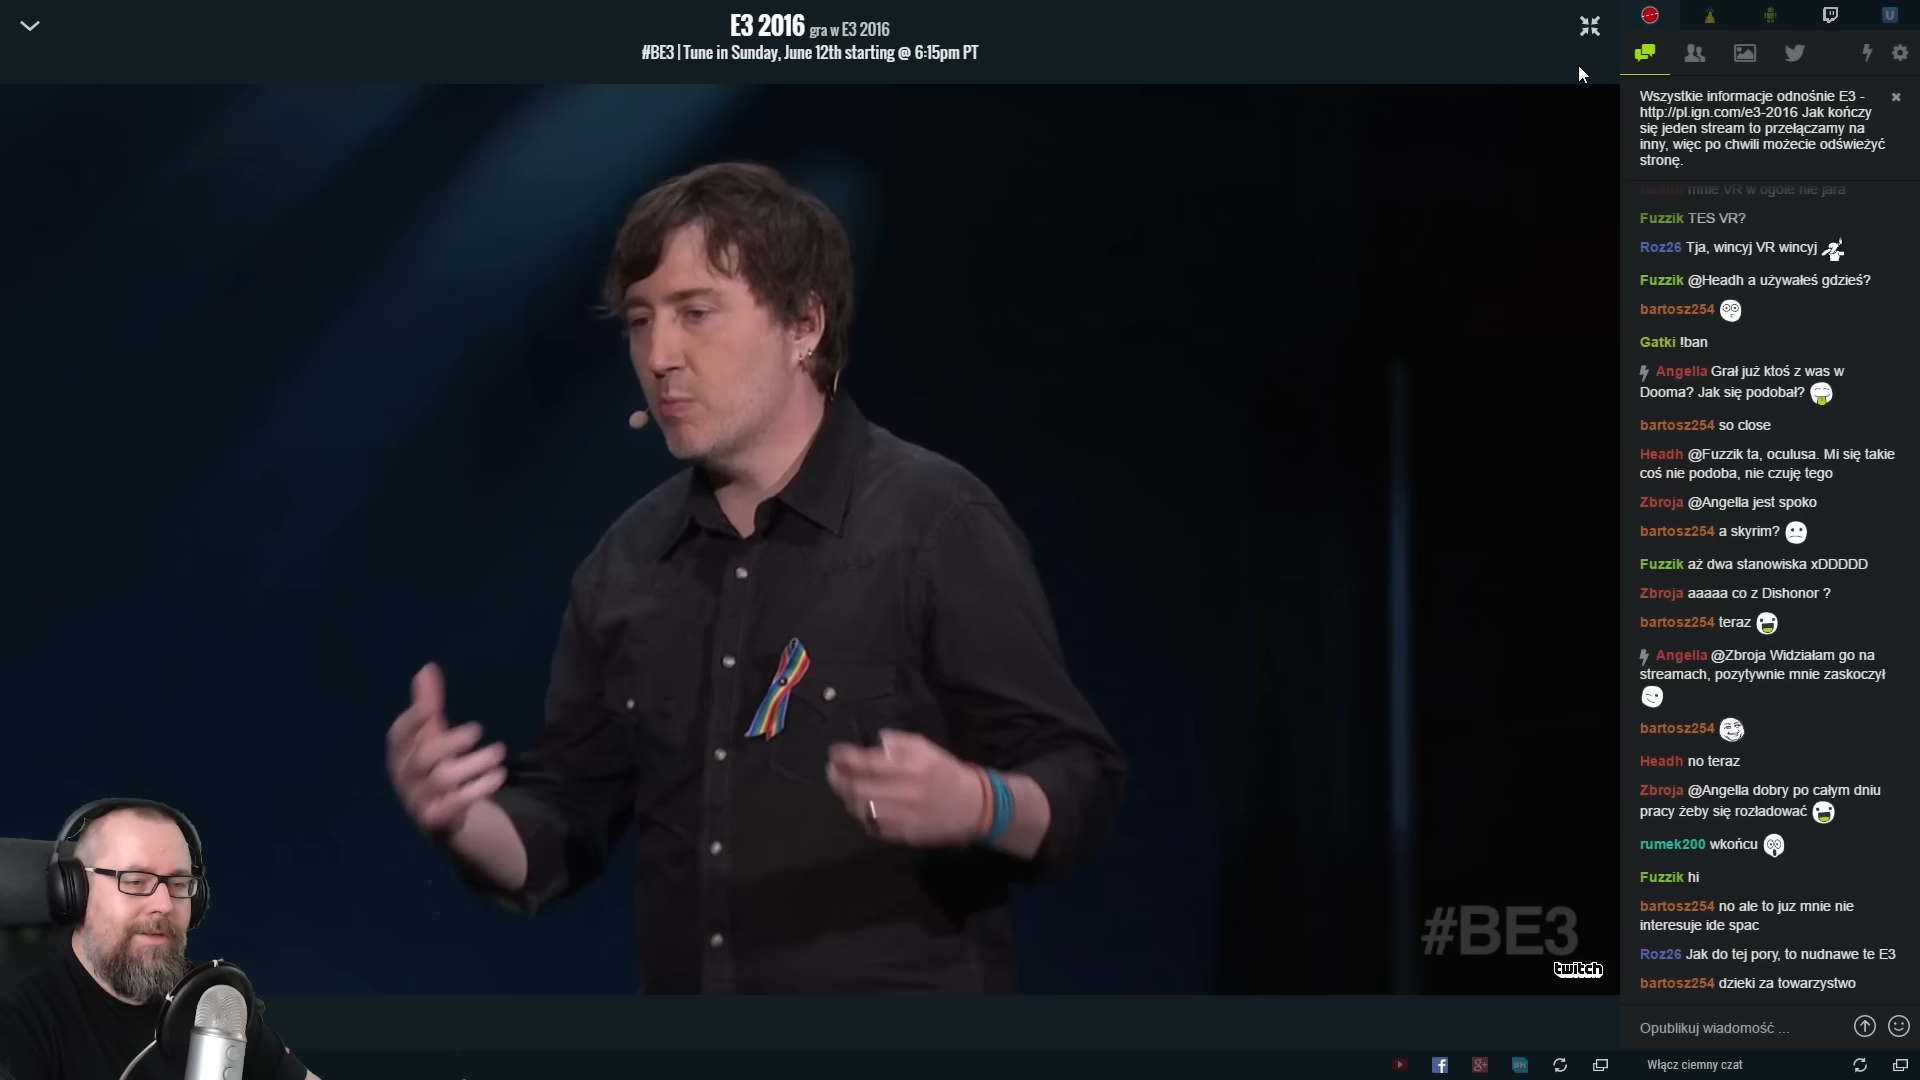 E3 2016 gra w E3 2016
#BE3 | Tune in Sunday, June 12th starting @ 6:15pm PT
#BE3
twitch
Wszystkie informacje odnośnie E3 -
http://pl.ign.com/e3-2016 Jak kończy
się jeden stream to przełączamy na
inny, więc po chwili możecie odświeżyć
stronę.
Headh mnie VR w ogóle nie jara
Fuzzik TES VR?
Roz26 Tja, wincyj VR wincyj
Fuzzik @Headh a używałeś gdzieś?
bartosz254
Gatki !ban
Angella Grał już ktoś z was w
Dooma? Jak się podobał?
bartosz254 so close
Headh @Fuzzik ta, oculusa. Mi się takie
coś nie podoba, nie czuję tego
Zbroja @Angella jest spoko
bartosz254 a skyrim?
Fuzzik aż dwa stanowiska xDDDDD
Zbroja aaaaa co z Dishonor ?
bartosz254 teraz
Angella @Zbroja Widziałam go na
streamach, pozytywnie mnie zaskoczył
bartosz254
Headh no teraz
Zbroja @Angella dobry po całym dniu
pracy żeby się rozładować
rumek200 wkońcu
Fuzzik hi
bartosz254 no ale to juz mnie nie
interesuje ide spac
Roz26 Jak do tej pory, to nudnawe te E3
bartosz254 dzieki za towarzystwo
Opublikuj wiadomość ...
Włącz ciemny czat